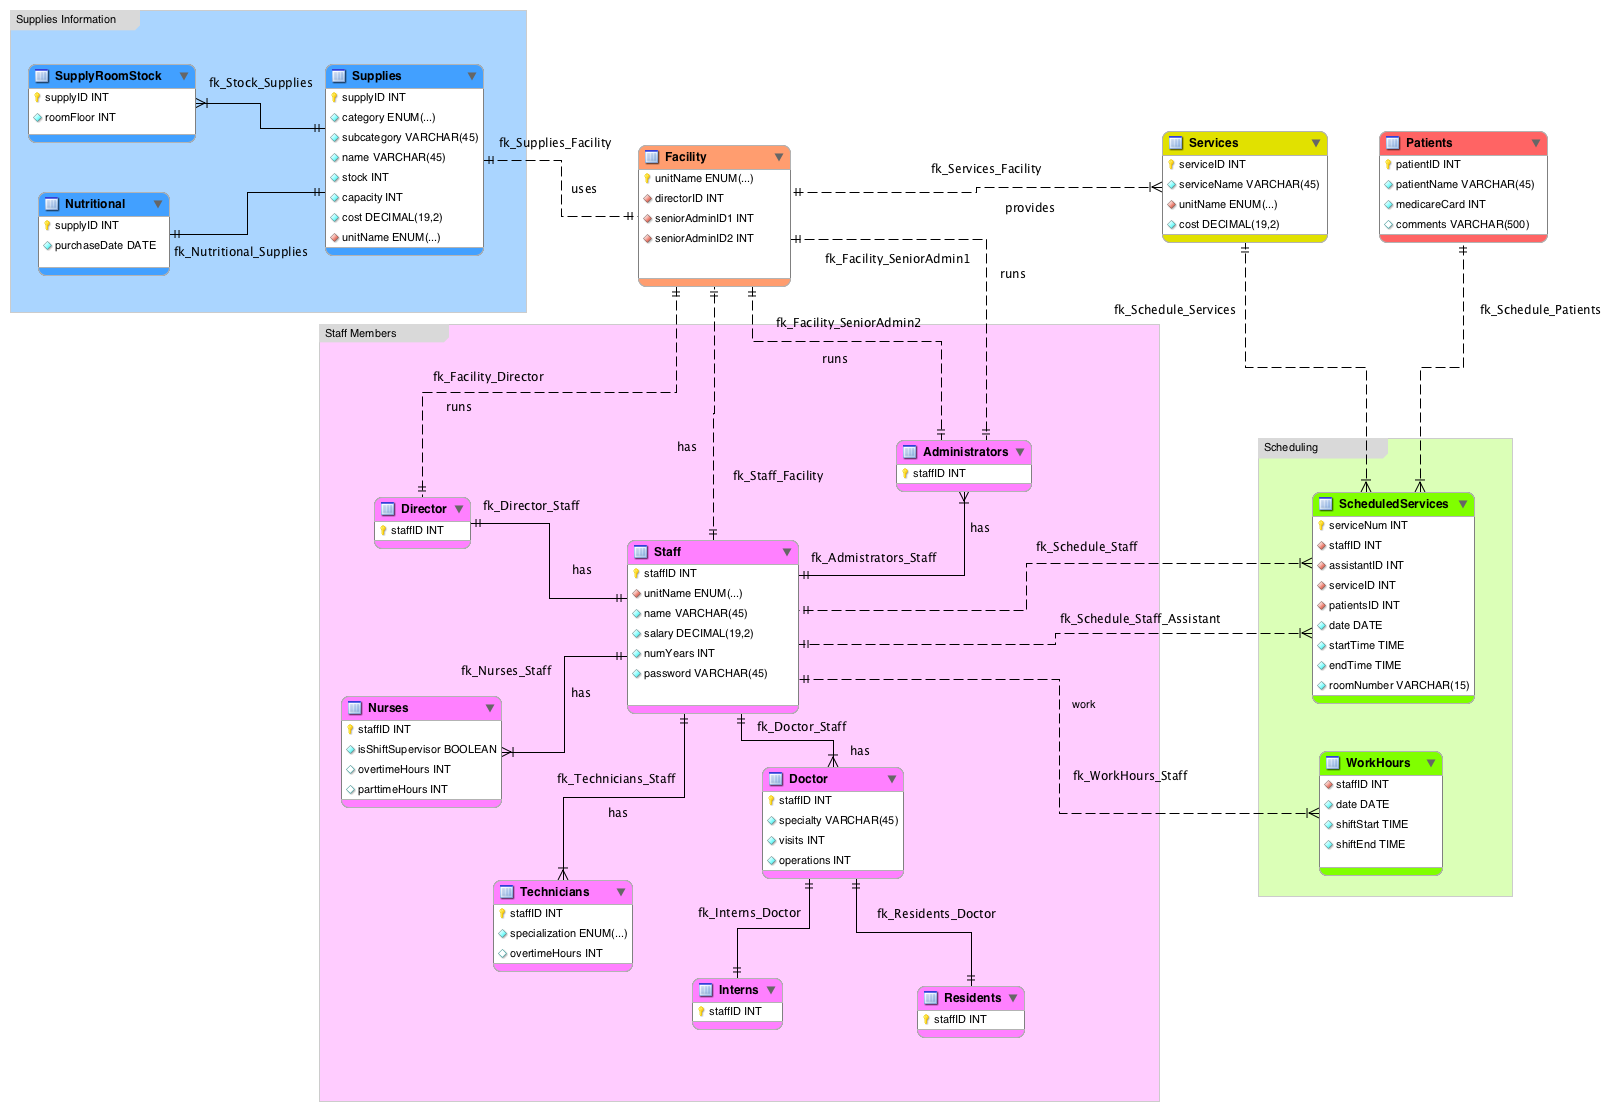 Supplies Information
SupplyRoomStock
supplyID INT
roomFloor INT
fk_Stock_Supplies
Supplies
supplyID INT
category ENUM(...)
subcategory VARCHAR(45)
name VARCHAR(45)
stock INT
capacity INT
cost DECIMAL(19,2)
unitName ENUM(...)
Nutritional
supplyID INT
purchaseDate DATE
fk_Nutritional_Supplies
fk_Supplies_Facility
uses
Facility
unitName ENUM(...)
directorID INT
seniorAdminID1 INT
seniorAdminID2 INT
fk_Services_Facility
provides
Services
serviceID INT
serviceName VARCHAR(45)
unitName ENUM(...)
cost DECIMAL(19,2)
Patients
patientID INT
patientName VARCHAR(45)
medicareCard INT
comments VARCHAR(500)
fk_Facility_SeniorAdmin1
runs
fk_Schedule_Services
fk_Schedule_Patients
Staff Members
fk_Facility_SeniorAdmin2
runs
fk_Facility_Director
runs
has
fk_Staff_Facility
Administrators
staffID INT
has
fk_Admistrators_Staff
Director
staffID INT
fk_Director_Staff
has
Staff
staffID INT
unitName ENUM(...)
name VARCHAR(45)
salary DECIMAL(19,2)
numYears INT
password VARCHAR(45)
fk_Schedule_Staff
fk_Schedule_Staff_Assistant
work
fk_WorkHours_Staff
Scheduling
ScheduledServices
serviceNum INT
staffID INT
assistantID INT
serviceID INT
patientsID INT
date DATE
startTime TIME
endTime TIME
roomNumber VARCHAR(15)
WorkHours
staffID INT
date DATE
shiftStart TIME
shiftEnd TIME
fk_Nurses_Staff
has
Nurses
staffID INT
isShiftSupervisor BOOLEAN
overtimeHours INT
parttimeHours INT
fk_Technicians_Staff
has
fk_Doctor_Staff
has
Doctor
staffID INT
specialty VARCHAR(45)
visits INT
operations INT
Technicians
staffID INT
specialization ENUM(...)
overtimeHours INT
fk_Interns_Doctor
fk_Residents_Doctor
Interns
staffID INT
Residents
staffID INT